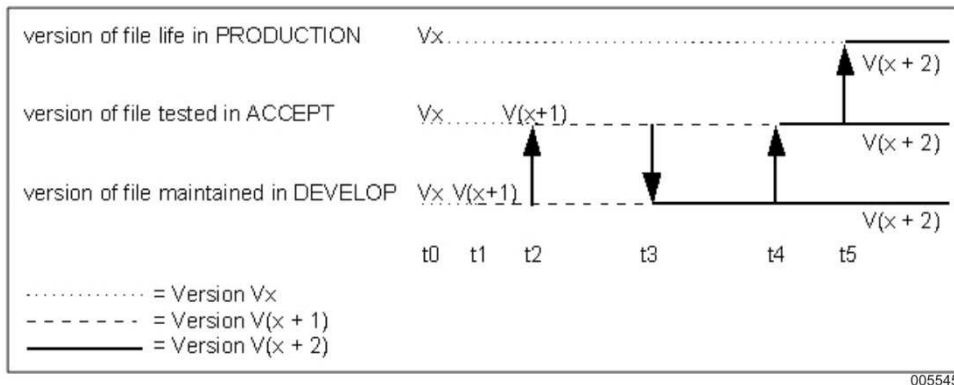 version of file life in PRODUCTION Vx
V(x + 2)
version of file tested in ACCEPT Vx V(x+1)
V(x + 2)
version of file maintained in DEVELOP Vx V(x+1)
V(x + 2)
t0 t1 t2 t3 t4 t5
= Version Vx
= Version V(x + 1)
= Version V(x + 2)
005545